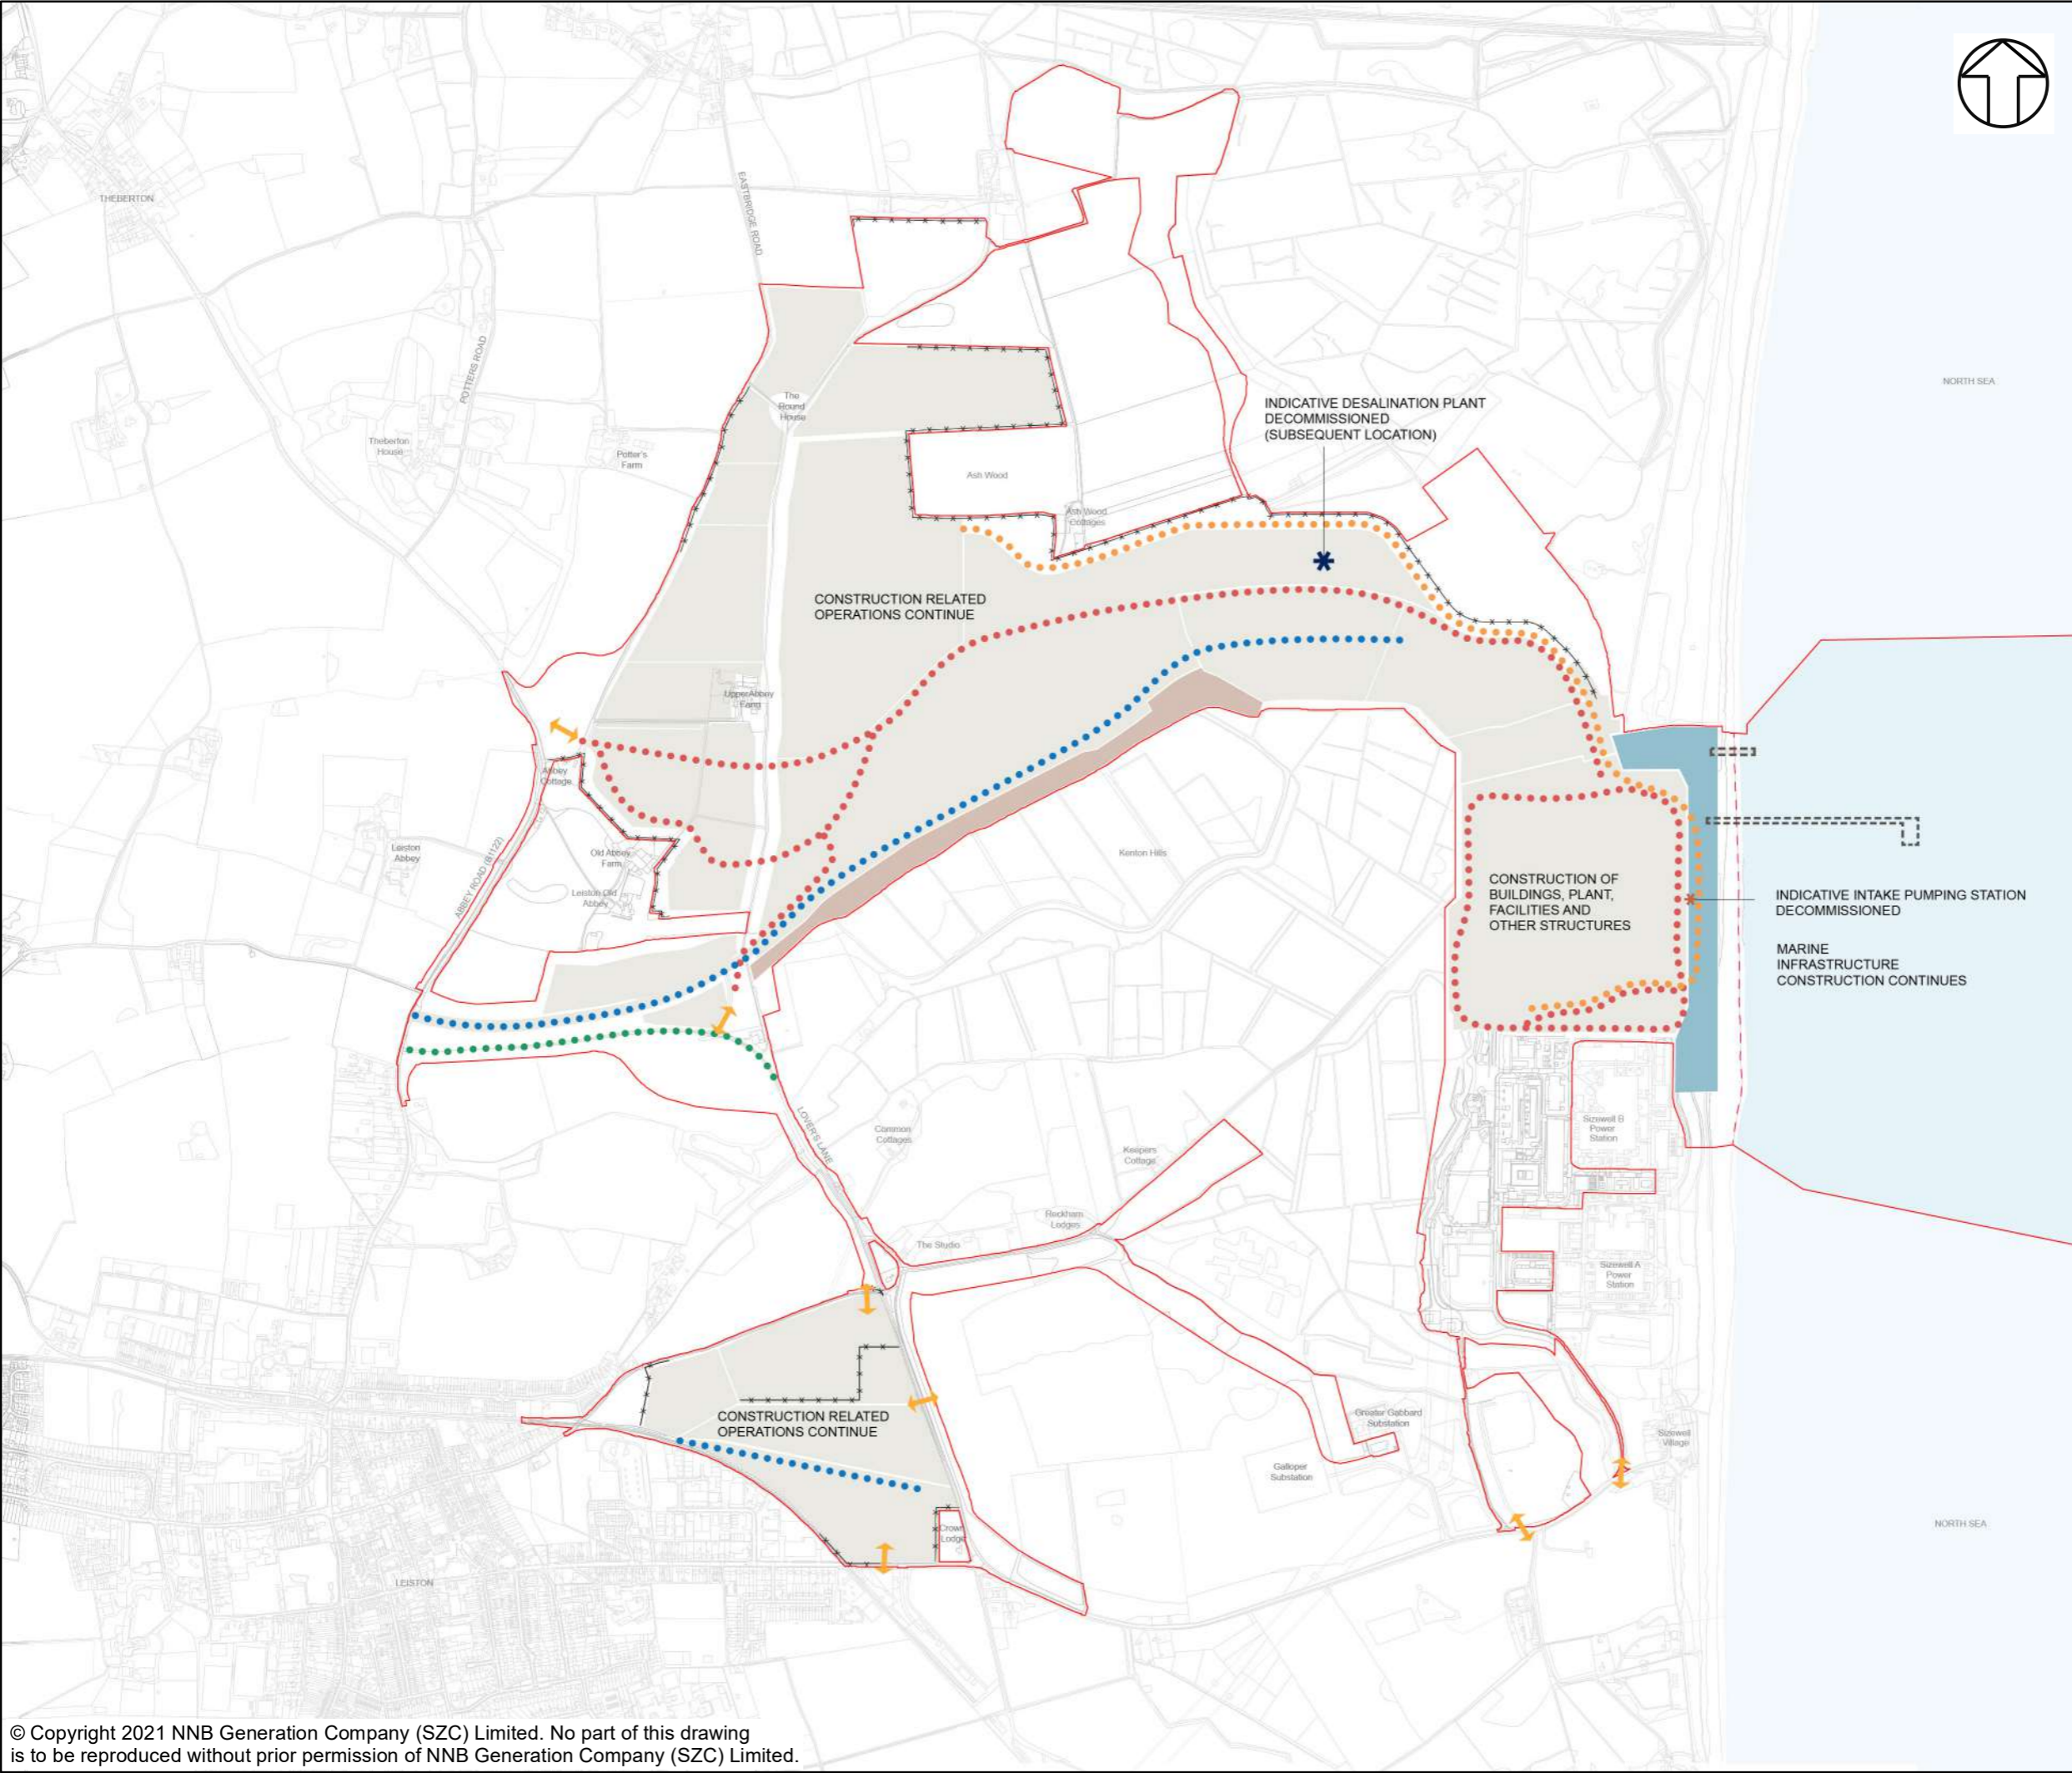 THEBERTON
EASTBRIDGE ROAD
POTTERS ROAD
NORTH SEA
The
Round
House
INDICATIVE DESALINATION PLANT
DECOMMISSIONED
(SUBSEQUENT LOCATION)
Theberton
House
Potter's
Farm
Ash Wood
Ash Wood
Cottages
CONSTRUCTION RELATED
OPERATIONS CONTINUE
Upper Abbey
Farm
Abbey
Cottage
Leiston
Abbey
ABBEY ROAD (B1122)
Old Abbey
Farm
Leiston Old
Abbey
Kenton Hills
CONSTRUCTION OF
BUILDINGS, PLANT,
FACILITIES AND
OTHER STRUCTURES
INDICATIVE INTAKE PUMPING STATION
DECOMMISSIONED
MARINE
INFRASTRUCTURE
CONSTRUCTION CONTINUES
LOVER'S LANE
Common
Cottages
Keepers
Cottage
Sizewell B
Power
Station
Reckham
Lodges
The Studio
Sizewell A
Power
Station
CONSTRUCTION RELATED
OPERATIONS CONTINUE
Greater Gabbard
Substation
Sizewell
Village
Galloper
Substation
Crown
Lodge
NORTH SEA
LEISTON
© Copyright 2021 NNB Generation Company (SZC) Limited. No part of this drawing
is to be reproduced without prior permission of NNB Generation Company (SZC) Limited.